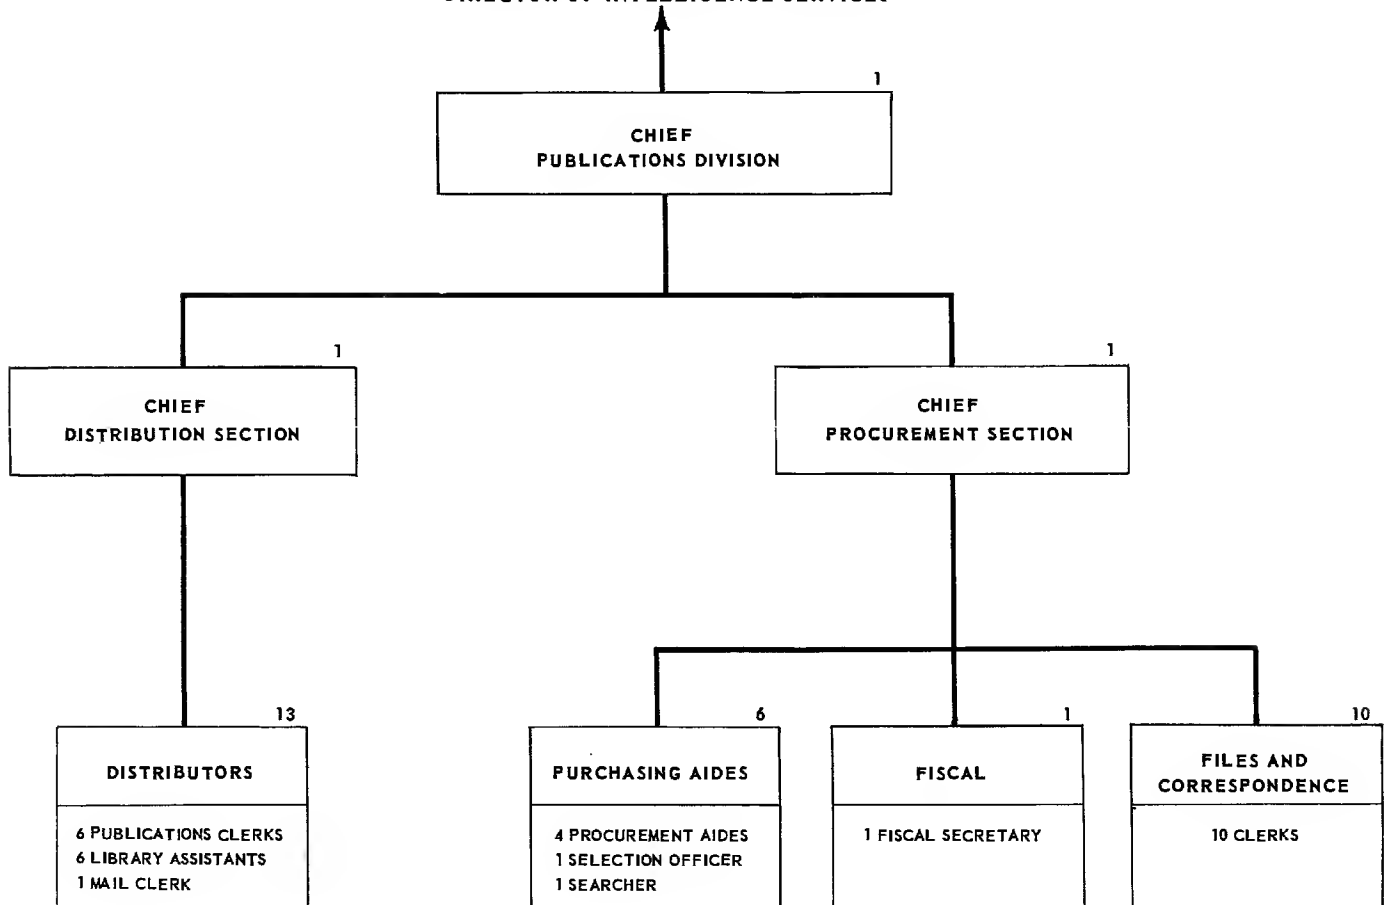 1
CHIEF
PUBLICATIONS DIVISION
1
CHIEF
DISTRIBUTION SECTION
1
CHIEF
PROCUREMENT SECTION
13
DISTRIBUTORS
6 PUBLICATIONS CLERKS
6 LIBRARY ASSISTANTS
1 MAIL CLERK
6
PURCHASING AIDES
4 PROCUREMENT AIDES
1 SELECTION OFFICER
1 SEARCHER
1
FISCAL
1 FISCAL SECRETARY
10
FILES AND
CORRESPONDENCE
10 CLERKS